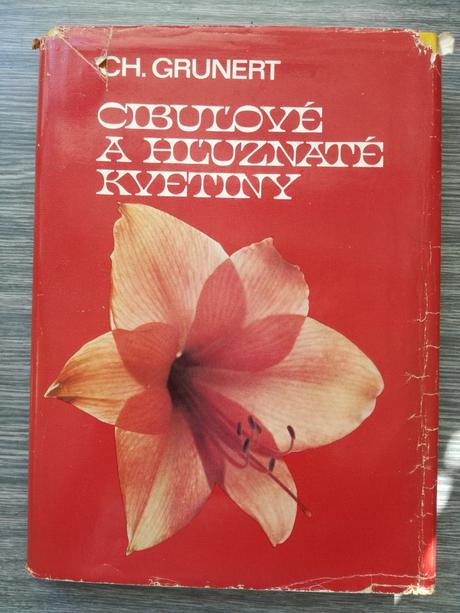 CH. GRUNERT
CIBUĽOVÉ
A HĽUZNATÉ
KVETINY